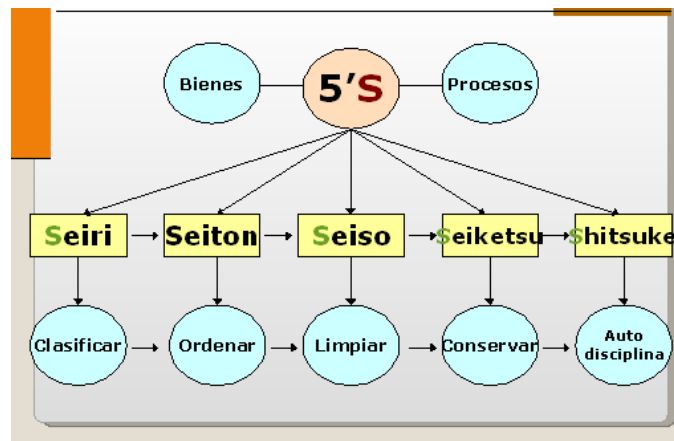 Bienes
5'S
Procesos
Seiri
Seiton
Seiso
Seiketsu
Shitsuke
Clasificar
Ordenar
Limpiar
Conservar
Auto
disciplina